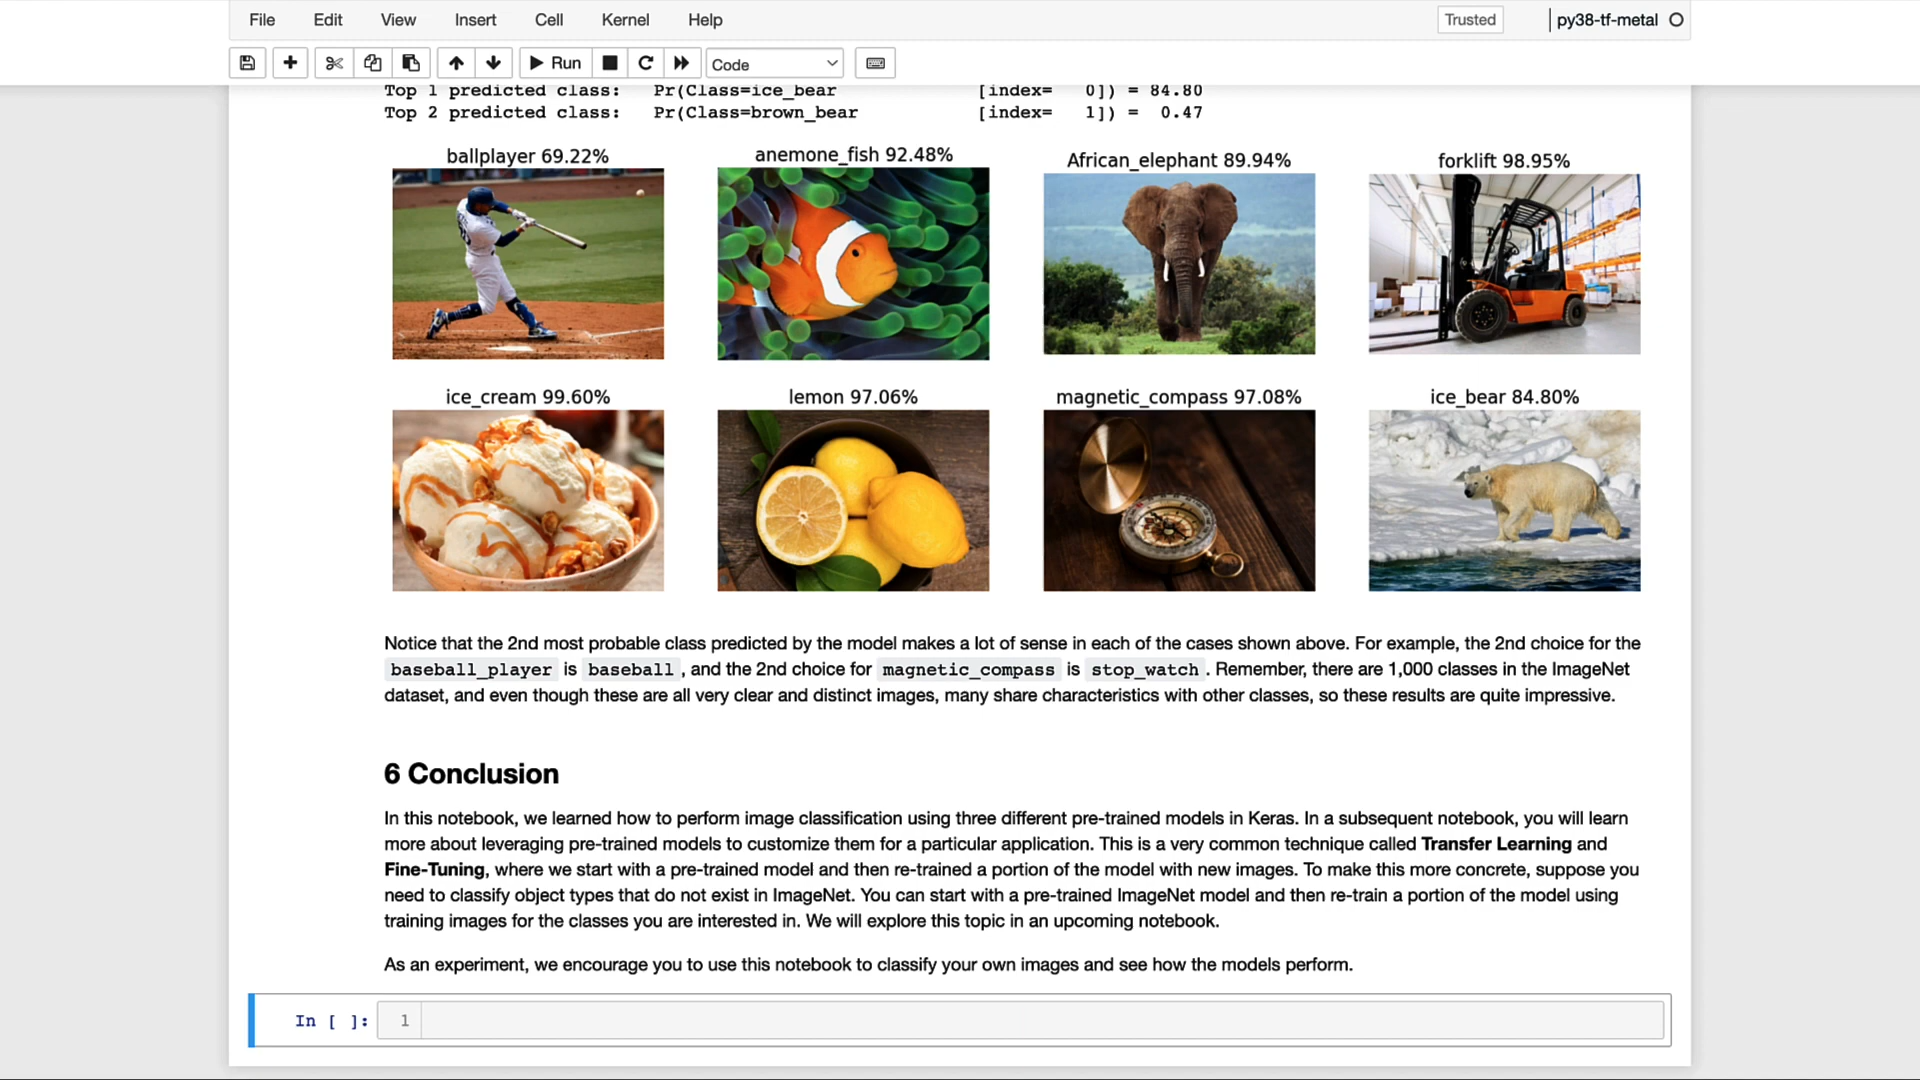 File Edit View Insert Cell Kernel Help Trusted py38-tf-metal
Run Code
Top 1 predicted class: Pr(Class=ice_bear [index= 0]) = 84.80
Top 2 predicted class: Pr(Class=brown_bear [index= 1]) = 0.47
ballplayer 69.22% anemone_fish 92.48% African_elephant 89.94% forklift 98.95%
ice_cream 99.60% lemon 97.06% magnetic_compass 97.08% ice_bear 84.80%
Notice that the 2nd most probable class predicted by the model makes a lot of sense in each of the cases shown above. For example, the 2nd choice for the
baseball_player is baseball, and the 2nd choice for magnetic_compass is stop_watch. Remember, there are 1,000 classes in the ImageNet
dataset, and even though these are all very clear and distinct images, many share characteristics with other classes, so these results are quite impressive.
6 Conclusion
In this notebook, we learned how to perform image classification using three different pre-trained models in Keras. In a subsequent notebook, you will learn
more about leveraging pre-trained models to customize them for a particular application. This is a very common technique called Transfer Learning and
Fine-Tuning, where we start with a pre-trained model and then re-trained a portion of the model with new images. To make this more concrete, suppose you
need to classify object types that do not exist in ImageNet. You can start with a pre-trained ImageNet model and then re-train a portion of the model using
training images for the classes you are interested in. We will explore this topic in an upcoming notebook.
As an experiment, we encourage you to use this notebook to classify your own images and see how the models perform.
In [ ]: 1